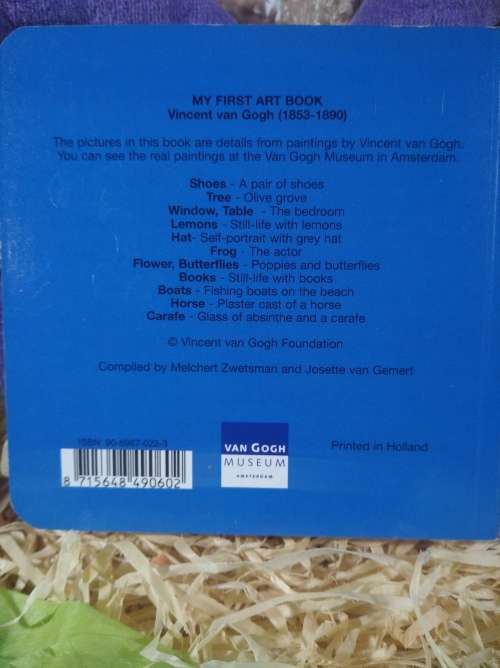 MY FIRST ART BOOK
Vincent van Gogh (1853-1890)
The pictures in this book are details from paintings by Vincent van Gogh.
You can see the real paintings at the Van Gogh Museum in Amsterdam.
Shoes - A pair of shoes
Tree - Olive grove
Window, Table - The bedroom
Lemons - Still-life with lemons
Hat- Self-portrait with grey hat
Frog - The actor
Flower, Butterflies - Poppies and butterflies
Books - Still-life with books
Boats - Fishing boats on the beach
Horse - Plaster cast of a horse
Carafe - Glass of absinthe and a carafe
© Vincent van Gogh Foundation
Compiled by Melchert Zwetsman and Josette van Gemert
ISBN 90-6967-022-3
8 715648 490602
VAN GOGH
MUSEUM
AMSTERDAM
Printed in Holland